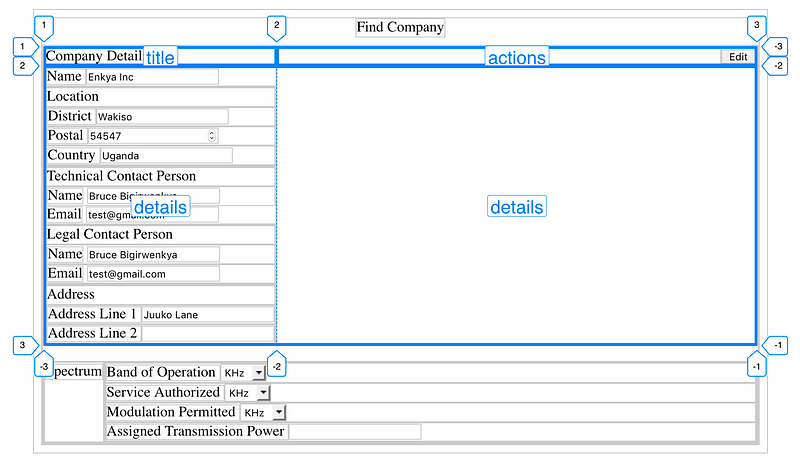 1 2 3
Find Company
1 -3
Company Detail title actions Edit
2 -2
Name Enkya Inc
Location
District Wakiso
Postal 54547
Country Uganda
Technical Contact Person
Name Bruce Bigirwenkya
details details
Email test@gmail.com
Legal Contact Person
Name Bruce Bigirwenkya
Email test@gmail.com
Address
Address Line 1 Juuko Lane
Address Line 2
3 -1
-3 -2 -1
pectrum Band of Operation KHz
Service Authorized KHz
Modulation Permitted KHz
Assigned Transmission Power